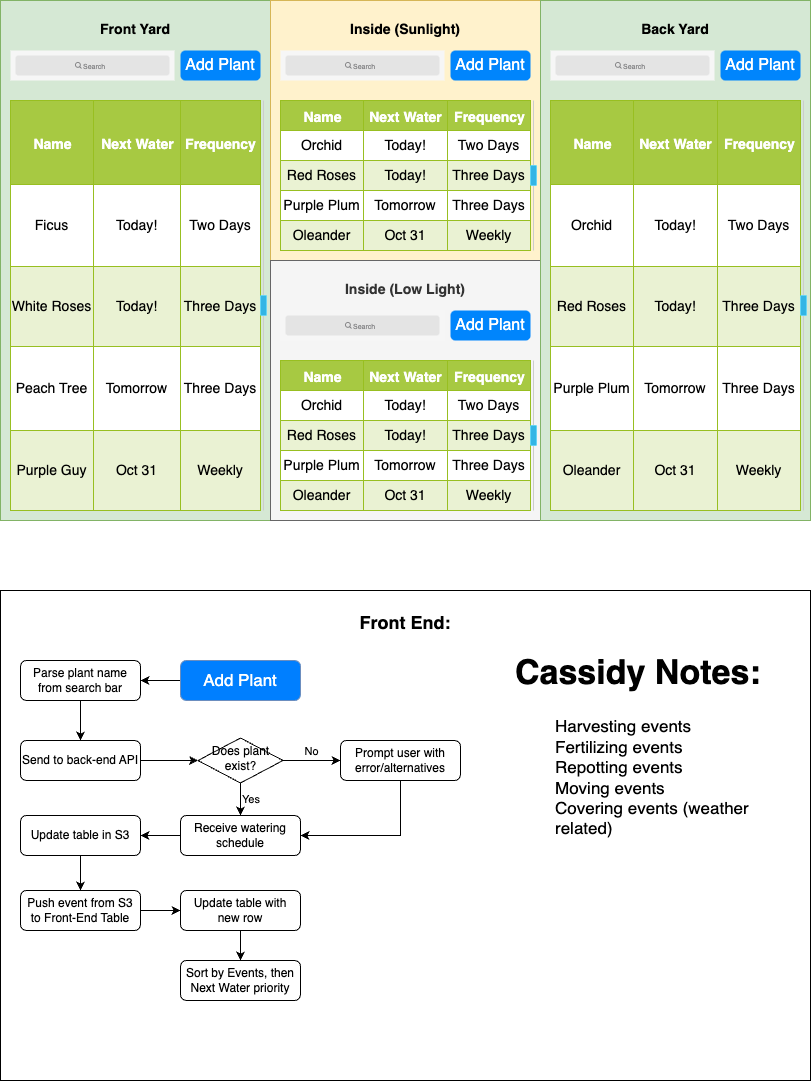 Front Yard
Search
Add Plant
Name Next Water Frequency
Ficus Today! Two Days
White Roses Today! Three Days
Peach Tree Tomorrow Three Days
Purple Guy Oct 31 Weekly
Inside (Sunlight)
Search
Add Plant
Name Next Water Frequency
Orchid Today! Two Days
Red Roses Today! Three Days
Purple Plum Tomorrow Three Days
Oleander Oct 31 Weekly
Inside (Low Light)
Search
Add Plant
Name Next Water Frequency
Orchid Today! Two Days
Red Roses Today! Three Days
Purple Plum Tomorrow Three Days
Oleander Oct 31 Weekly
Back Yard
Search
Add Plant
Name Next Water Frequency
Orchid Today! Two Days
Red Roses Today! Three Days
Purple Plum Tomorrow Three Days
Oleander Oct 31 Weekly
Front End:
Add Plant
Parse plant name
from search bar
Send to back-end API
Does plant
exist?
No
Prompt user with
error/alternatives
Yes
Receive watering
schedule
Update table in S3
Push event from S3
to Front-End Table
Update table with
new row
Sort by Events, then
Next Water priority
Cassidy Notes:
Harvesting events
Fertilizing events
Repotting events
Moving events
Covering events (weather
related)